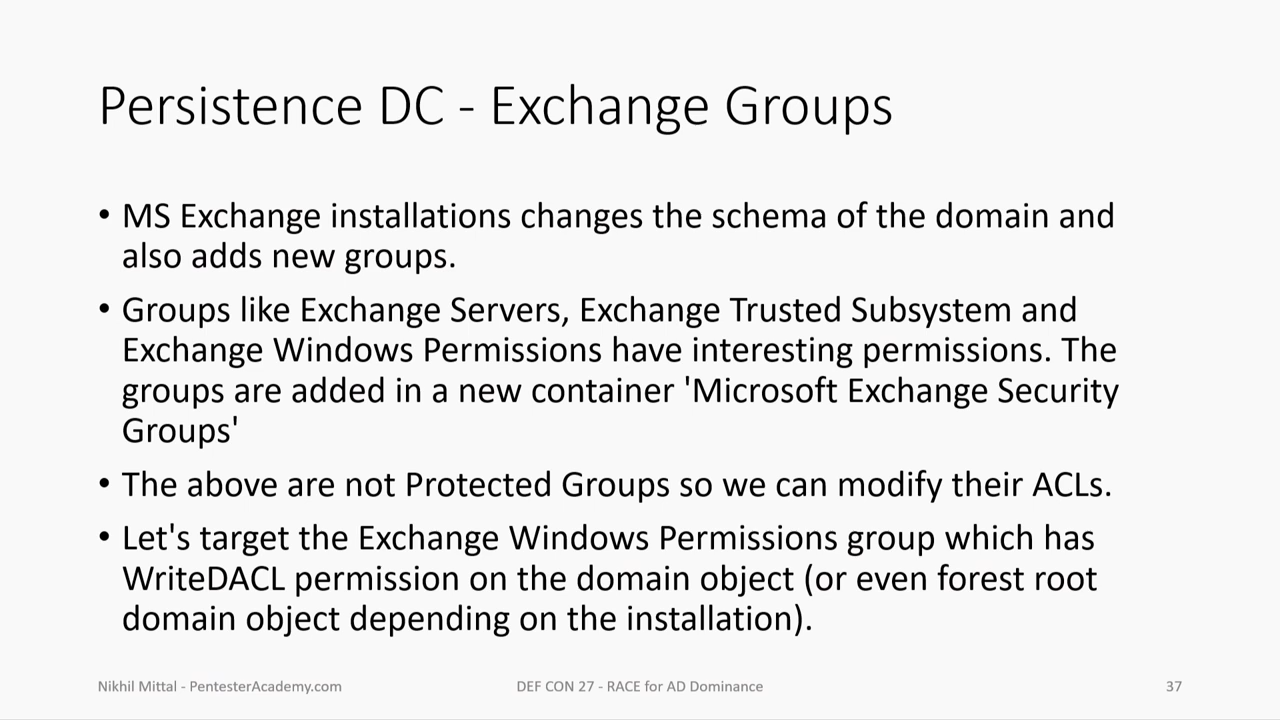 Persistence DC - Exchange Groups
• MS Exchange installations changes the schema of the domain and
also adds new groups.
• Groups like Exchange Servers, Exchange Trusted Subsystem and
Exchange Windows Permissions have interesting permissions. The
groups are added in a new container 'Microsoft Exchange Security
Groups'
• The above are not Protected Groups so we can modify their ACLs.
• Let's target the Exchange Windows Permissions group which has
WriteDACL permission on the domain object (or even forest root
domain object depending on the installation).
Nikhil Mittal - PentesterAcademy.com
DEF CON 27 - RACE for AD Dominance
37